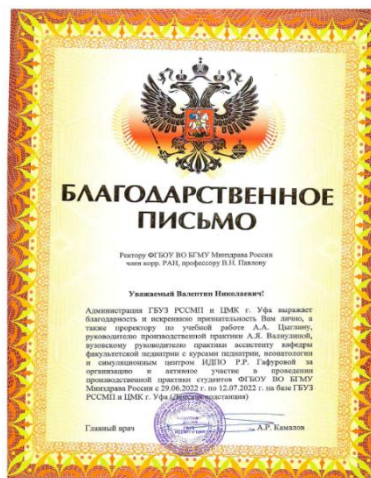 БЛАГОДАРСТВЕННОЕ
ПИСЬМО
Ректору ФГБОУ ВО БГМУ Минздрава России
член корр. РАН, профессору В.Н. Павлову
Уважаемый Валентин Николаевич!
Администрация ГБУЗ РССМП и ЦМК г. Уфа выражает
благодарность и искреннюю признательность Вам лично, а
также проректору по учебной работе А.А. Цыглину,
руководителю производственной практики А.Я. Валиулиной,
вузовскому руководителю практики ассистенту кафедры
факультетской педиатрии с курсами педиатрии, неонатологии
и симуляционным центром ИДПО Р.Р. Гафуровой за
организацию и активное участие в проведении
производственной практики студентов ФГБОУ ВО БГМУ
Минздрава России с 29.06.2022 г. по 12.07.2022 г. на базе ГБУЗ
РССМП и ЦМК г. Уфа
Главный врач А.Р. Камалов